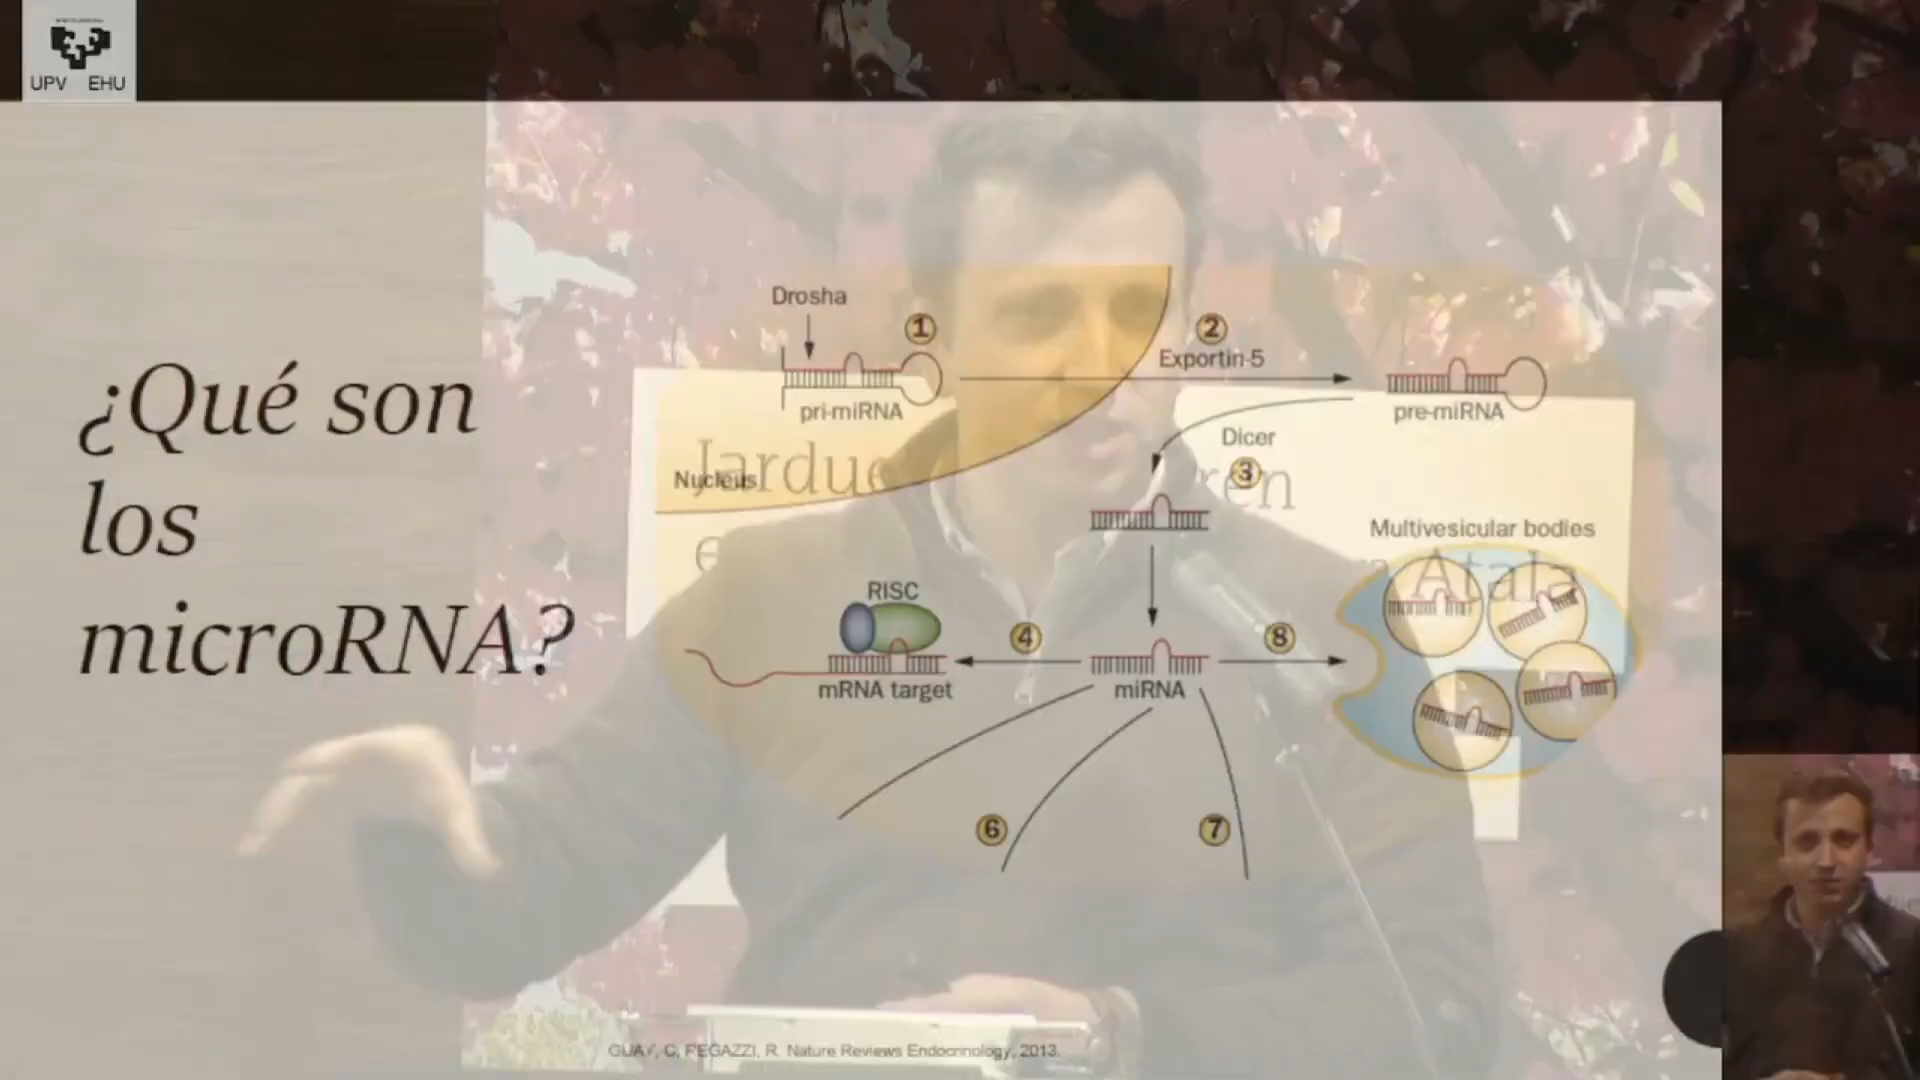 UPV EHU
¿Qué son
los
microRNA?
Drosha
1
2
Exportin-5
pri-miRNA
pre-miRNA
Dicer
3
Nucleus
Multivesicular bodies
RISC
4
8
mRNA target
miRNA
6
7
GUAY, C, REGAZZI, R. Nature Reviews Endocrinology, 2013.